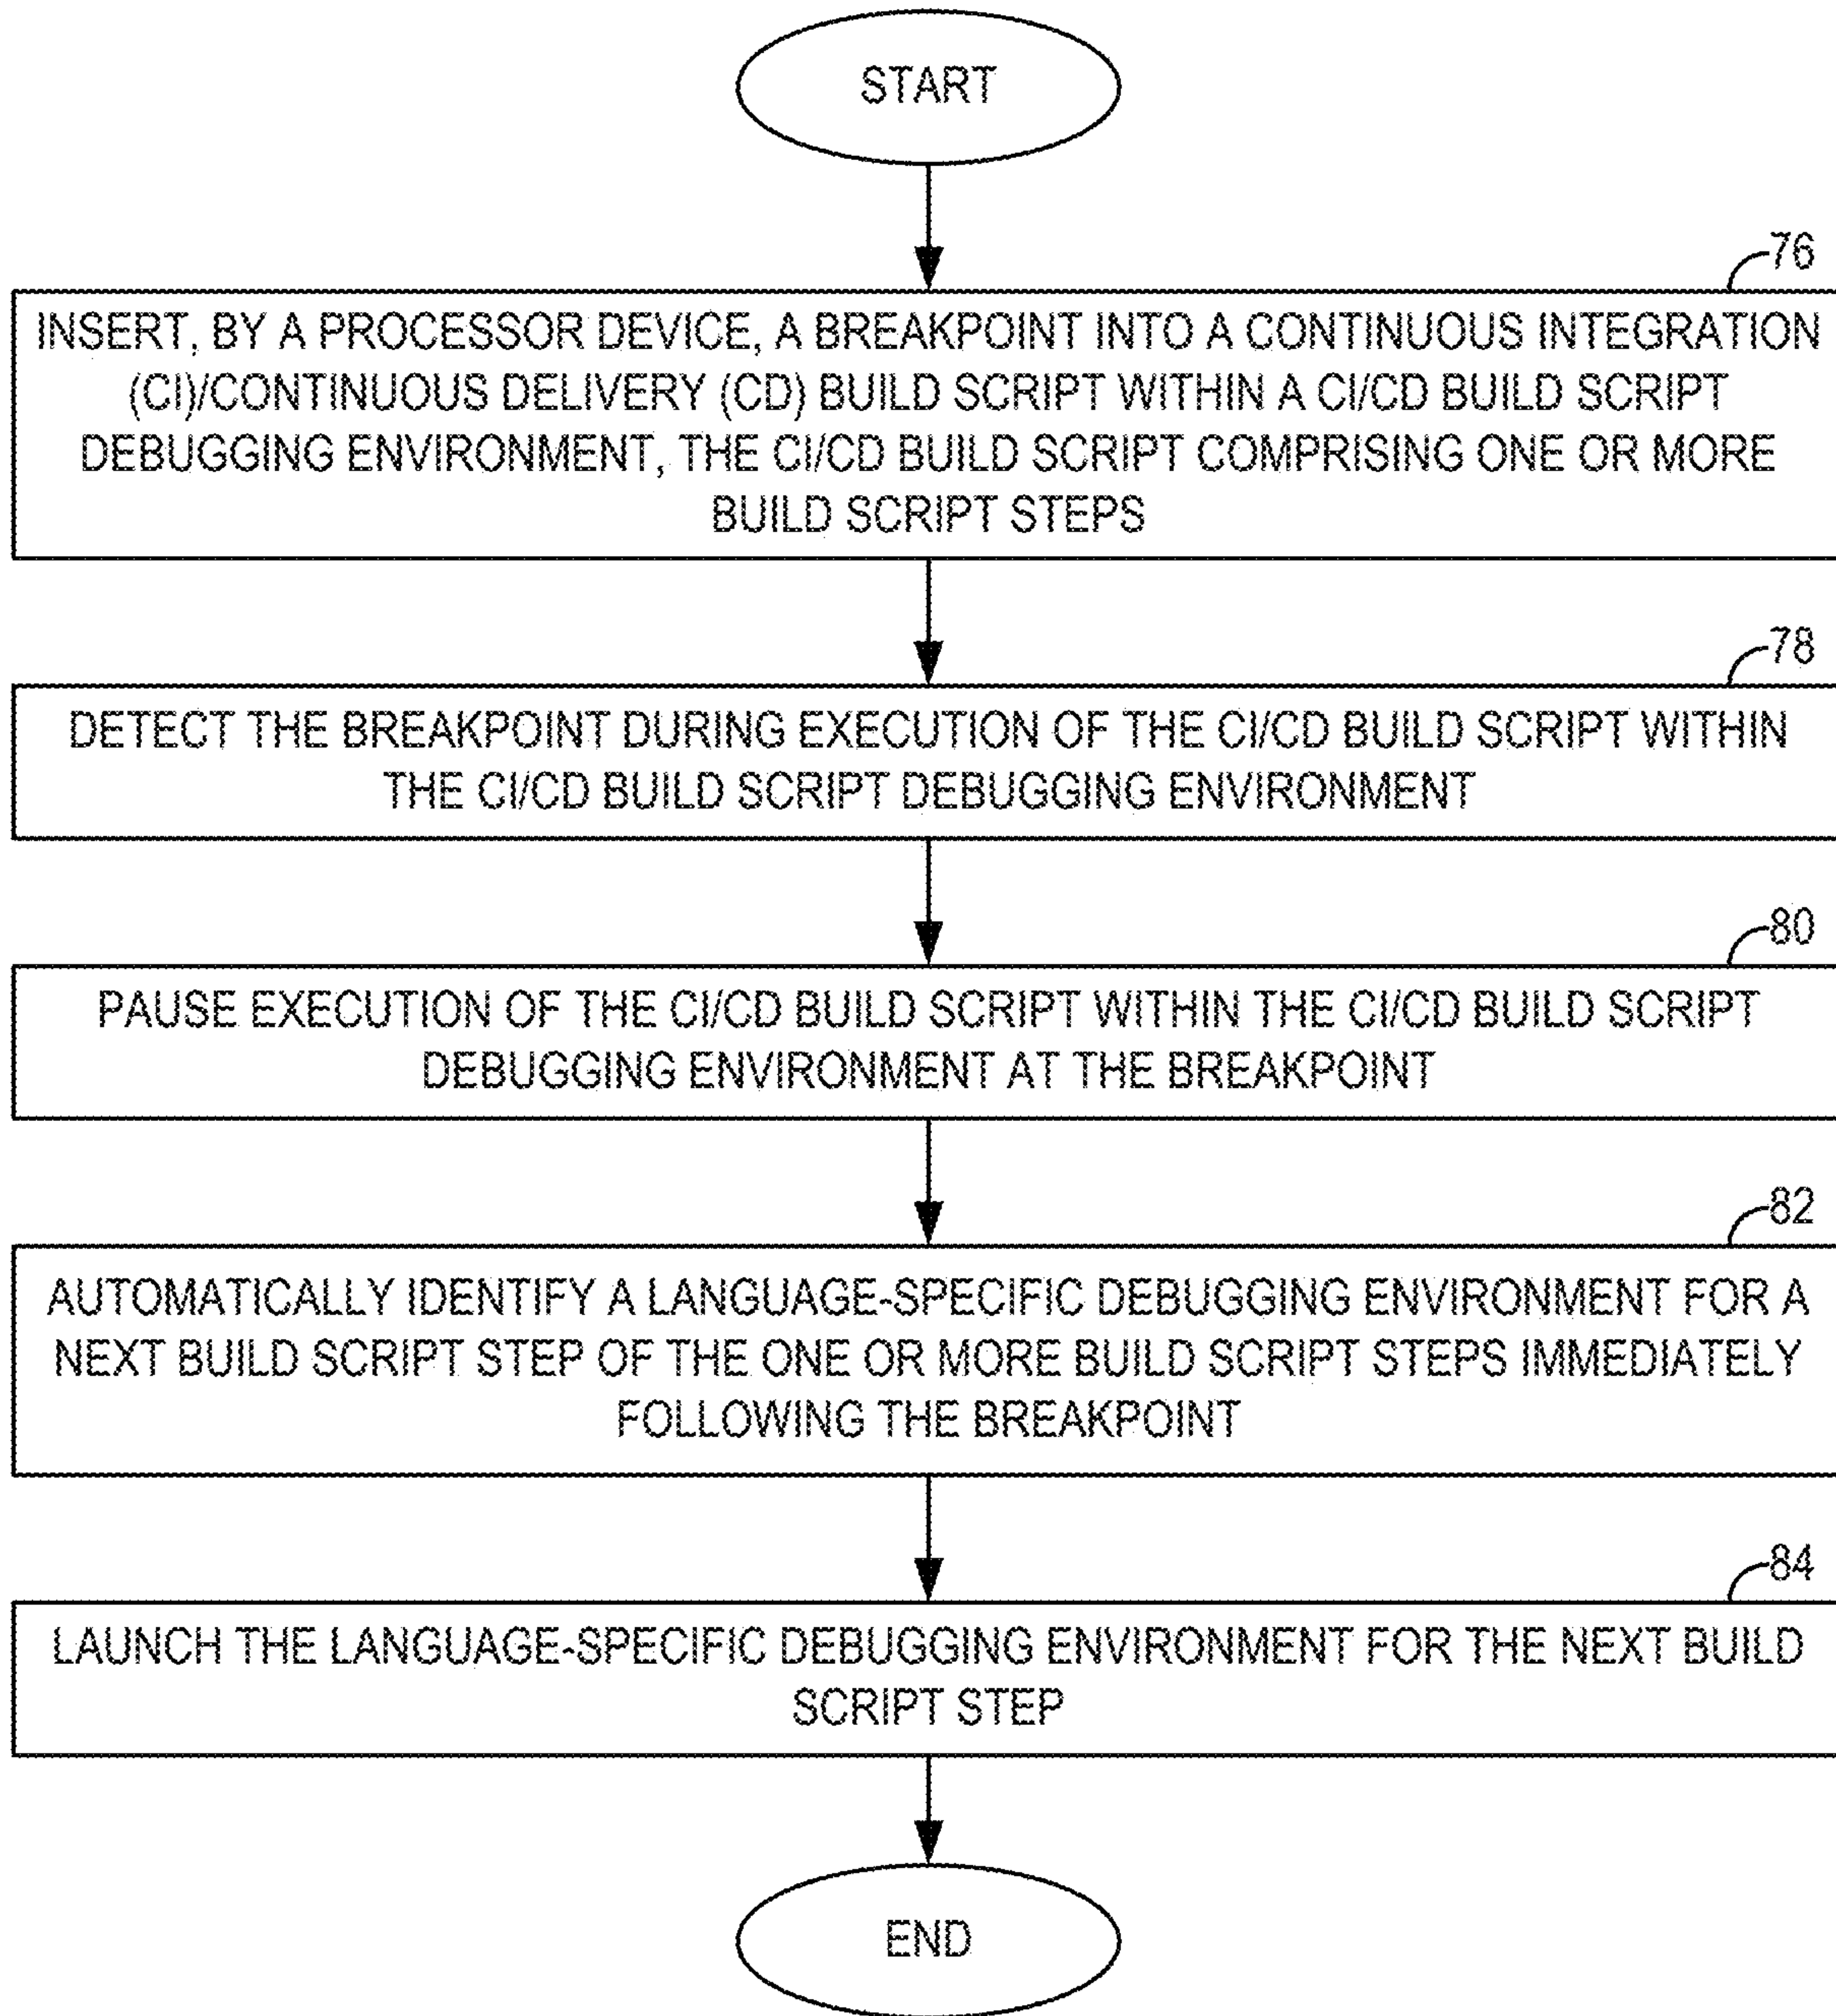 START
76
INSERT, BY A PROCESSOR DEVICE, A BREAKPOINT INTO A CONTINUOUS INTEGRATION
(CI)/CONTINUOUS DELIVERY (CD) BUILD SCRIPT WITHIN A CI/CD BUILD SCRIPT
DEBUGGING ENVIRONMENT, THE CI/CD BUILD SCRIPT COMPRISING ONE OR MORE
BUILD SCRIPT STEPS
78
DETECT THE BREAKPOINT DURING EXECUTION OF THE CI/CD BUILD SCRIPT WITHIN
THE CI/CD BUILD SCRIPT DEBUGGING ENVIRONMENT
80
PAUSE EXECUTION OF THE CI/CD BUILD SCRIPT WITHIN THE CI/CD BUILD SCRIPT
DEBUGGING ENVIRONMENT AT THE BREAKPOINT
82
AUTOMATICALLY IDENTIFY A LANGUAGE-SPECIFIC DEBUGGING ENVIRONMENT FOR A
NEXT BUILD SCRIPT STEP OF THE ONE OR MORE BUILD SCRIPT STEPS IMMEDIATELY
FOLLOWING THE BREAKPOINT
84
LAUNCH THE LANGUAGE-SPECIFIC DEBUGGING ENVIRONMENT FOR THE NEXT BUILD
SCRIPT STEP
END